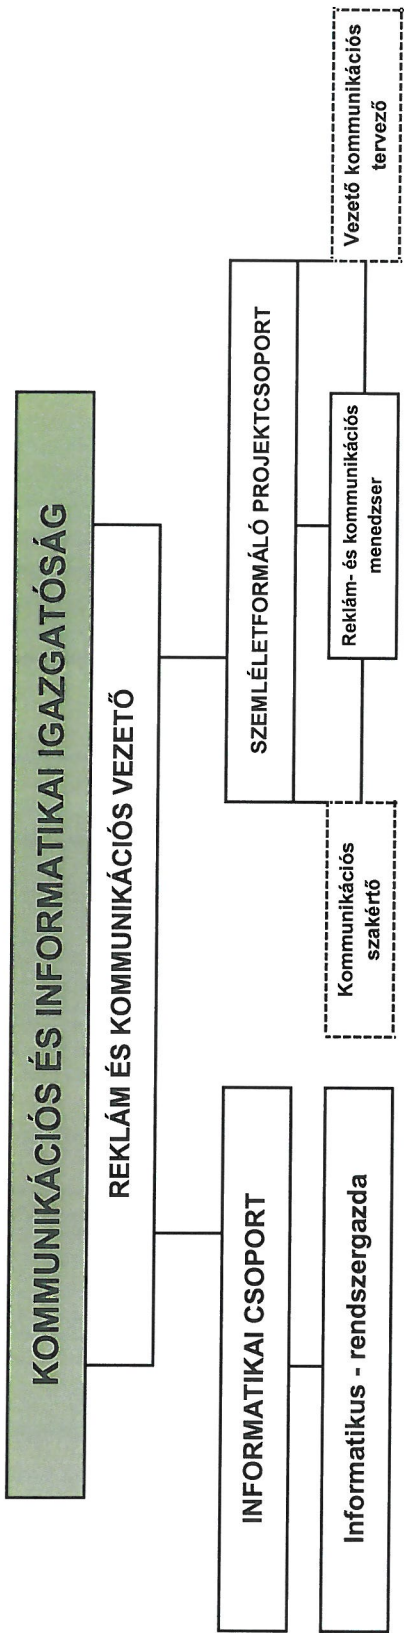 KOMMUNIKÁCIÓS ÉS INFORMATIKAI IGAZGATÓSÁG
REKLÁM ÉS KOMMUNIKÁCIÓS VEZETŐ
INFORMATIKAI CSOPORT
Informatikus - rendszergazda
SZEMLÉLETFORMÁLÓ PROJEKTCSOPORT
Kommunikációs
szakértő
Reklám- és kommunikációs
menedzser
Vezető kommunikációs
tervező